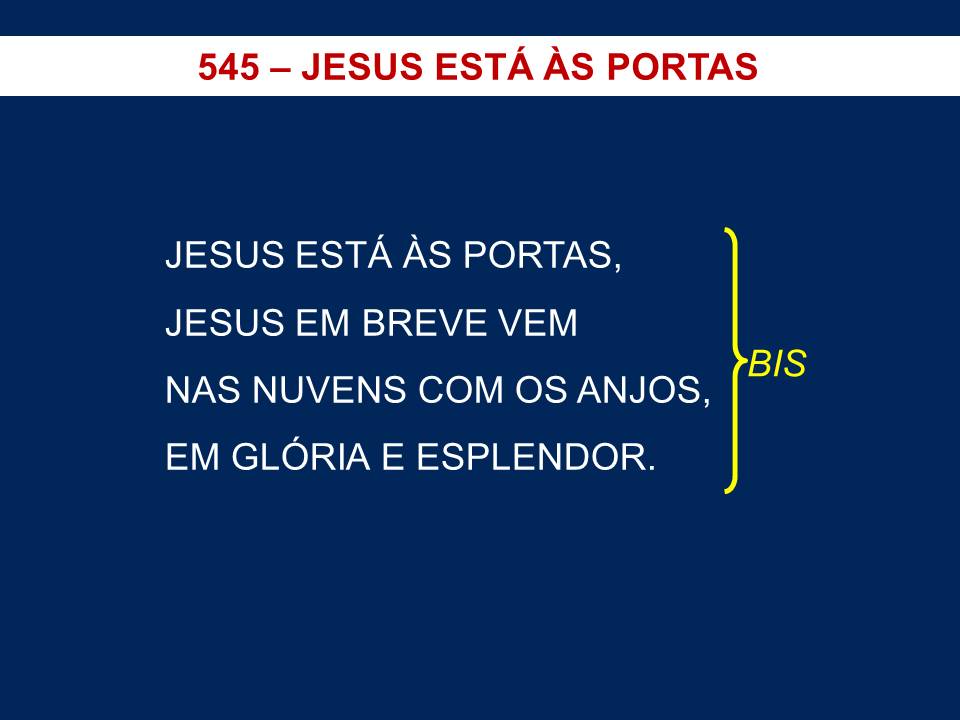 545 – JESUS ESTÁ ÀS PORTAS
JESUS ESTÁ ÀS PORTAS,
JESUS EM BREVE VEM
NAS NUVENS COM OS ANJOS,
EM GLÓRIA E ESPLENDOR.
BIS